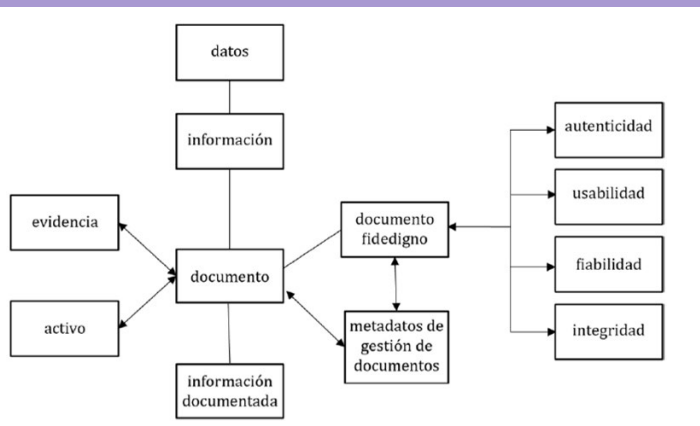 datos
información
evidencia
activo
documento
información
documentada
documento
fidedigno
metadatos de
gestión de
documentos
autenticidad
usabilidad
fiabilidad
integridad